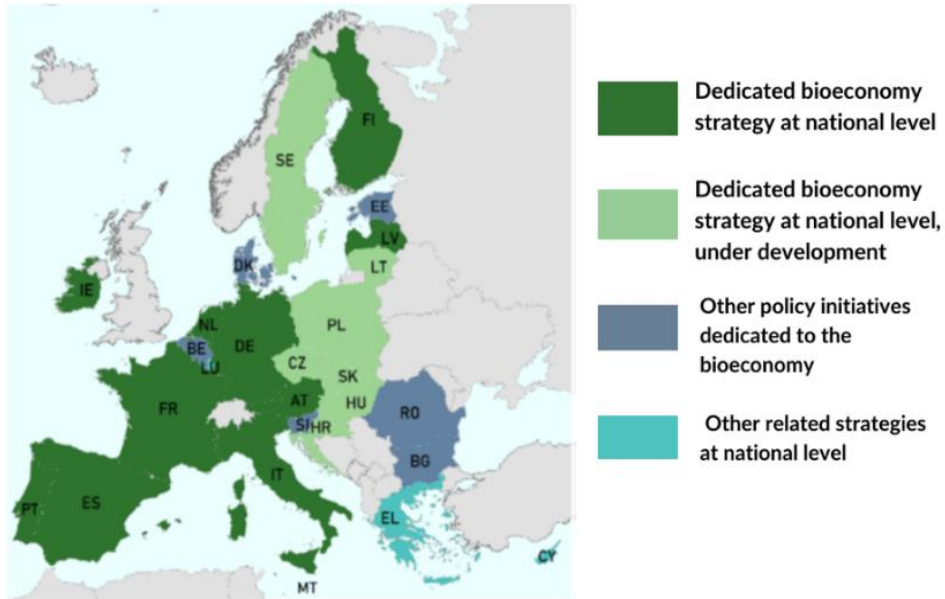 FI
SE
EE
LV
LT
DK
IE
NL
PL
BE
DE
LU
CZ
SK
FR
AT
HU
RO
SI
HR
BG
IT
PT
ES
EL
CY
MT
Dedicated bioeconomy
strategy at national level
Dedicated bioeconomy
strategy at national level,
under development
Other policy initiatives
dedicated to the
bioeconomy
Other related strategies
at national level